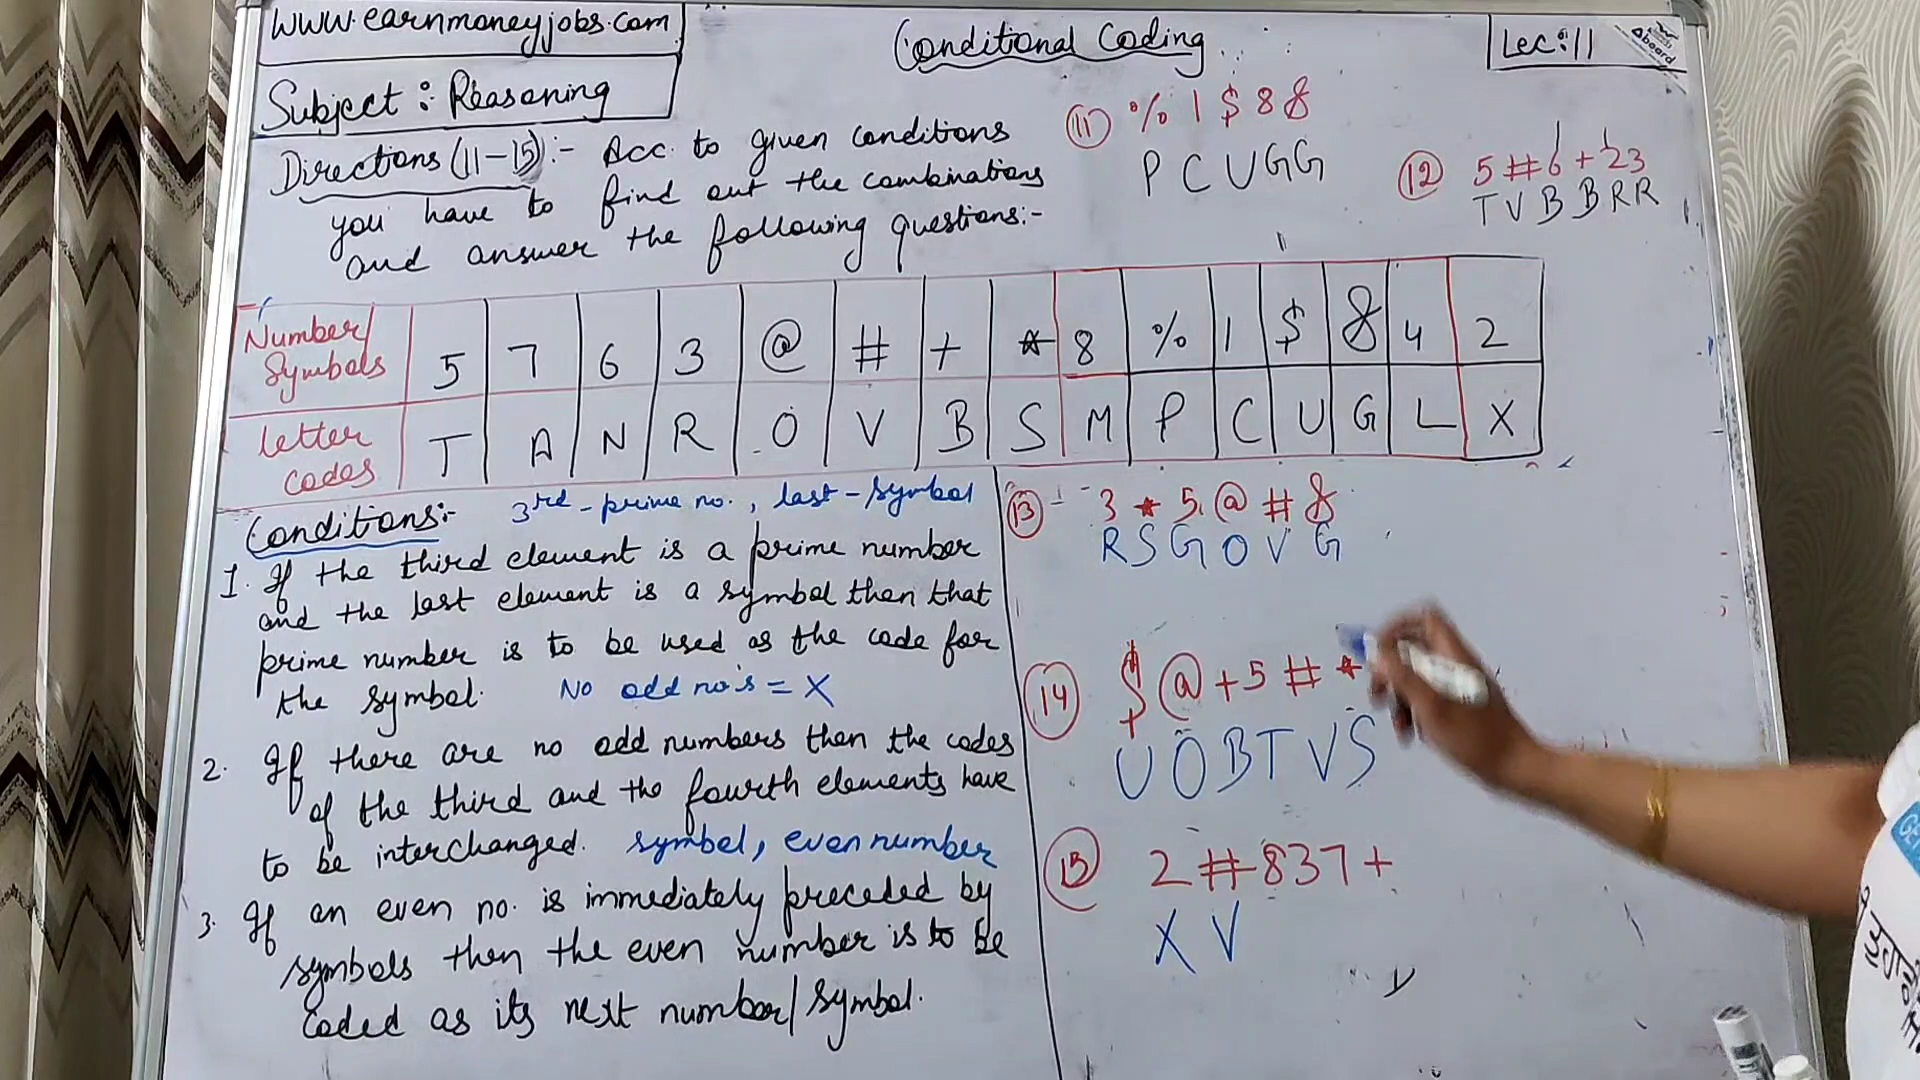 www.earnmoneyjobs.com
Conditional Coding
Lec:11
Aboard
Subject : Reasoning
Directions (11-15) :- Acc. to given conditions
you have to find out the combinations
and answer the following questions:-
(11) % 1 $ 8 &
P C U G G
(12) 5 # 6 + 2 3
T V B B R R
Number/Symbols 5 7 6 3 @ # + * 8 % 1 $ & 4 2
Letter codes T A N R O V B S M P C U G L X
Conditions:- 3rd - prime no., last - symbol
1. If the third element is a prime number
and the last element is a symbol then that
prime number is to be used as the code for
the symbol. No odd no's = X
2. If there are no odd numbers then the codes
of the third and the fourth elements have
to be interchanged. symbol, even number
3. If an even no. is immediately preceded by
symbols then the even number is to be
coded as its next number/symbol.
(13) 3 * 5 @ # &
R S G O V G
(14) $ @ + 5 # *
U O B T V S
(15) 2 # 8 3 7 +
X V
GET